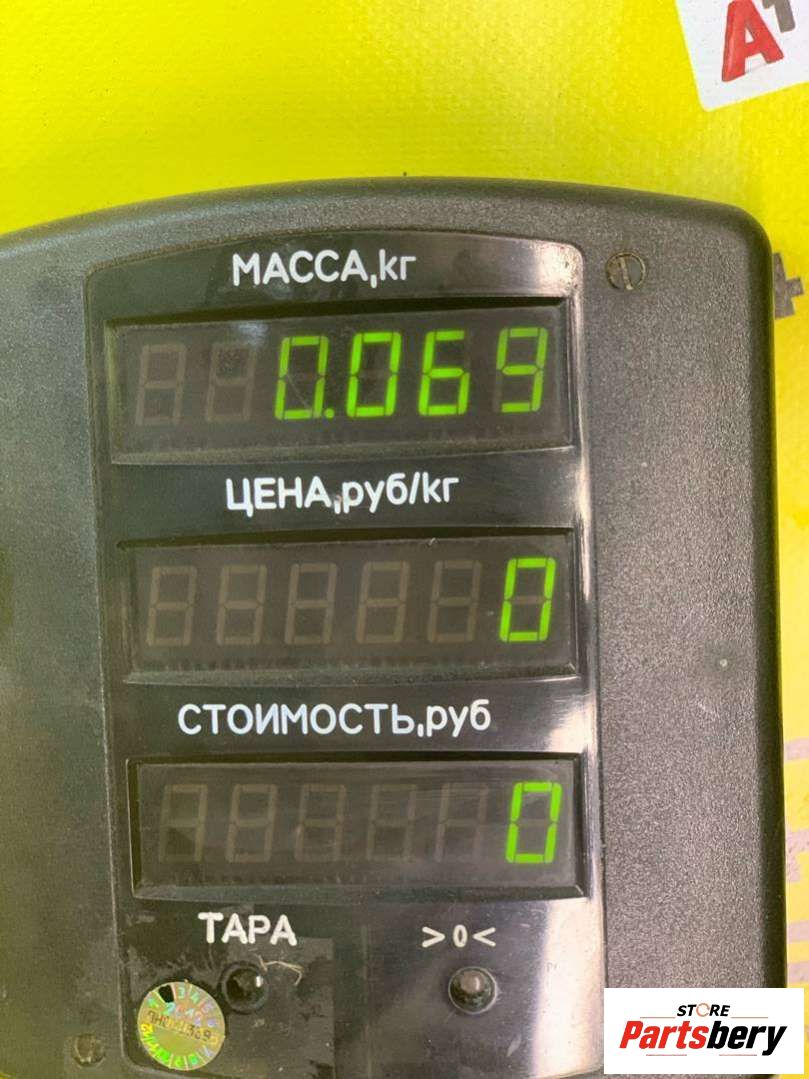 МАССА,кг
0.069
ЦЕНА,руб/кг
0
СТОИМОСТЬ,руб
0
ТАРА
>0<
STORE
Partsbery